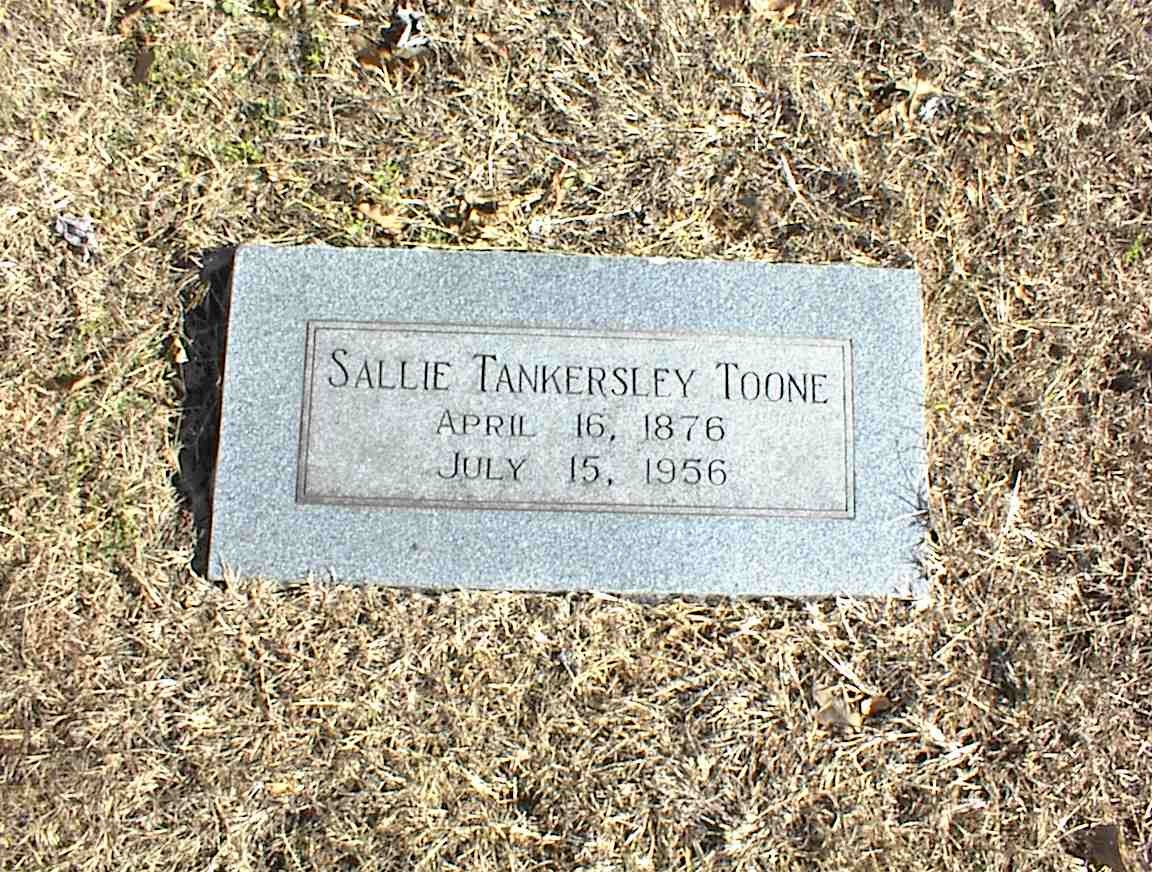 Sallie Tankersley Toone
April 16, 1876
July 15, 1956